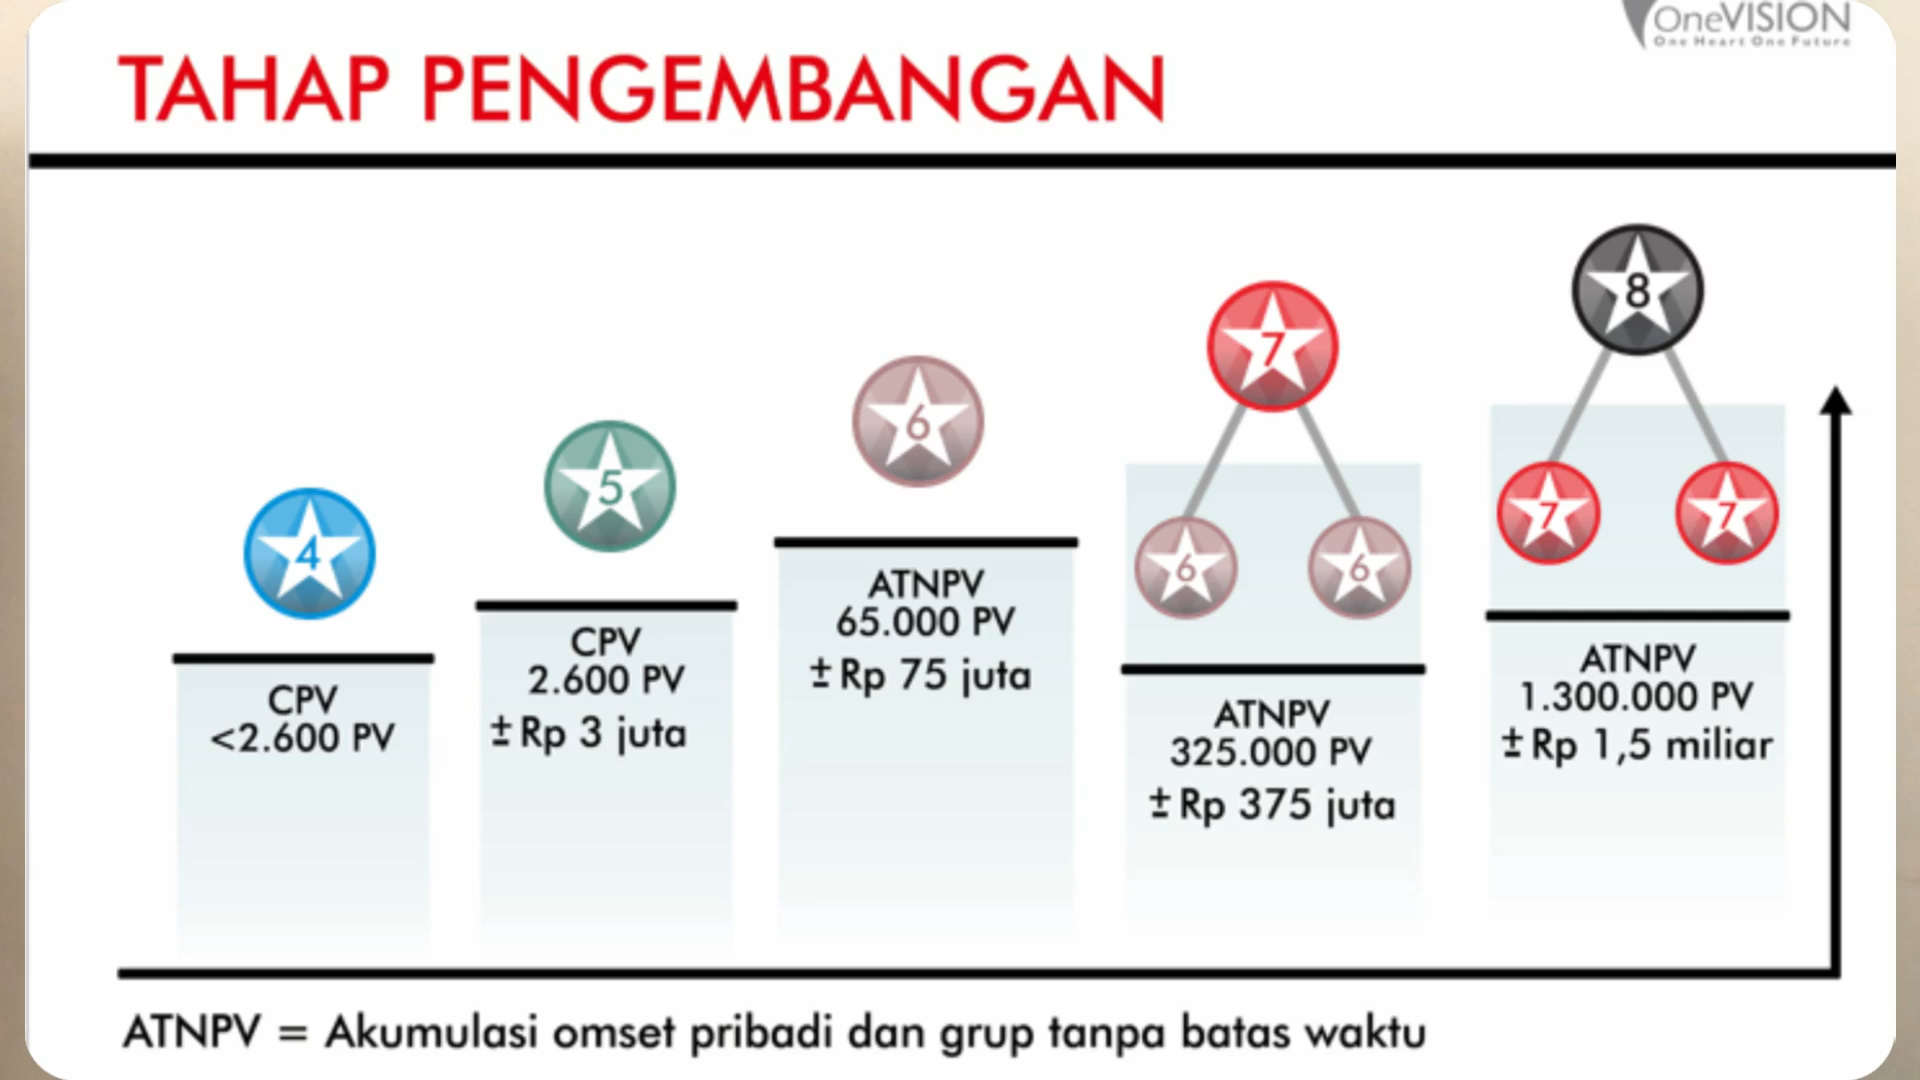 OneVISION
One Heart One Future
TAHAP PENGEMBANGAN
4
CPV
<2.600 PV
5
CPV
2.600 PV
± Rp 3 juta
6
ATNPV
65.000 PV
± Rp 75 juta
7
6 6
ATNPV
325.000 PV
± Rp 375 juta
8
7 7
ATNPV
1.300.000 PV
± Rp 1,5 miliar
ATNPV = Akumulasi omset pribadi dan grup tanpa batas waktu